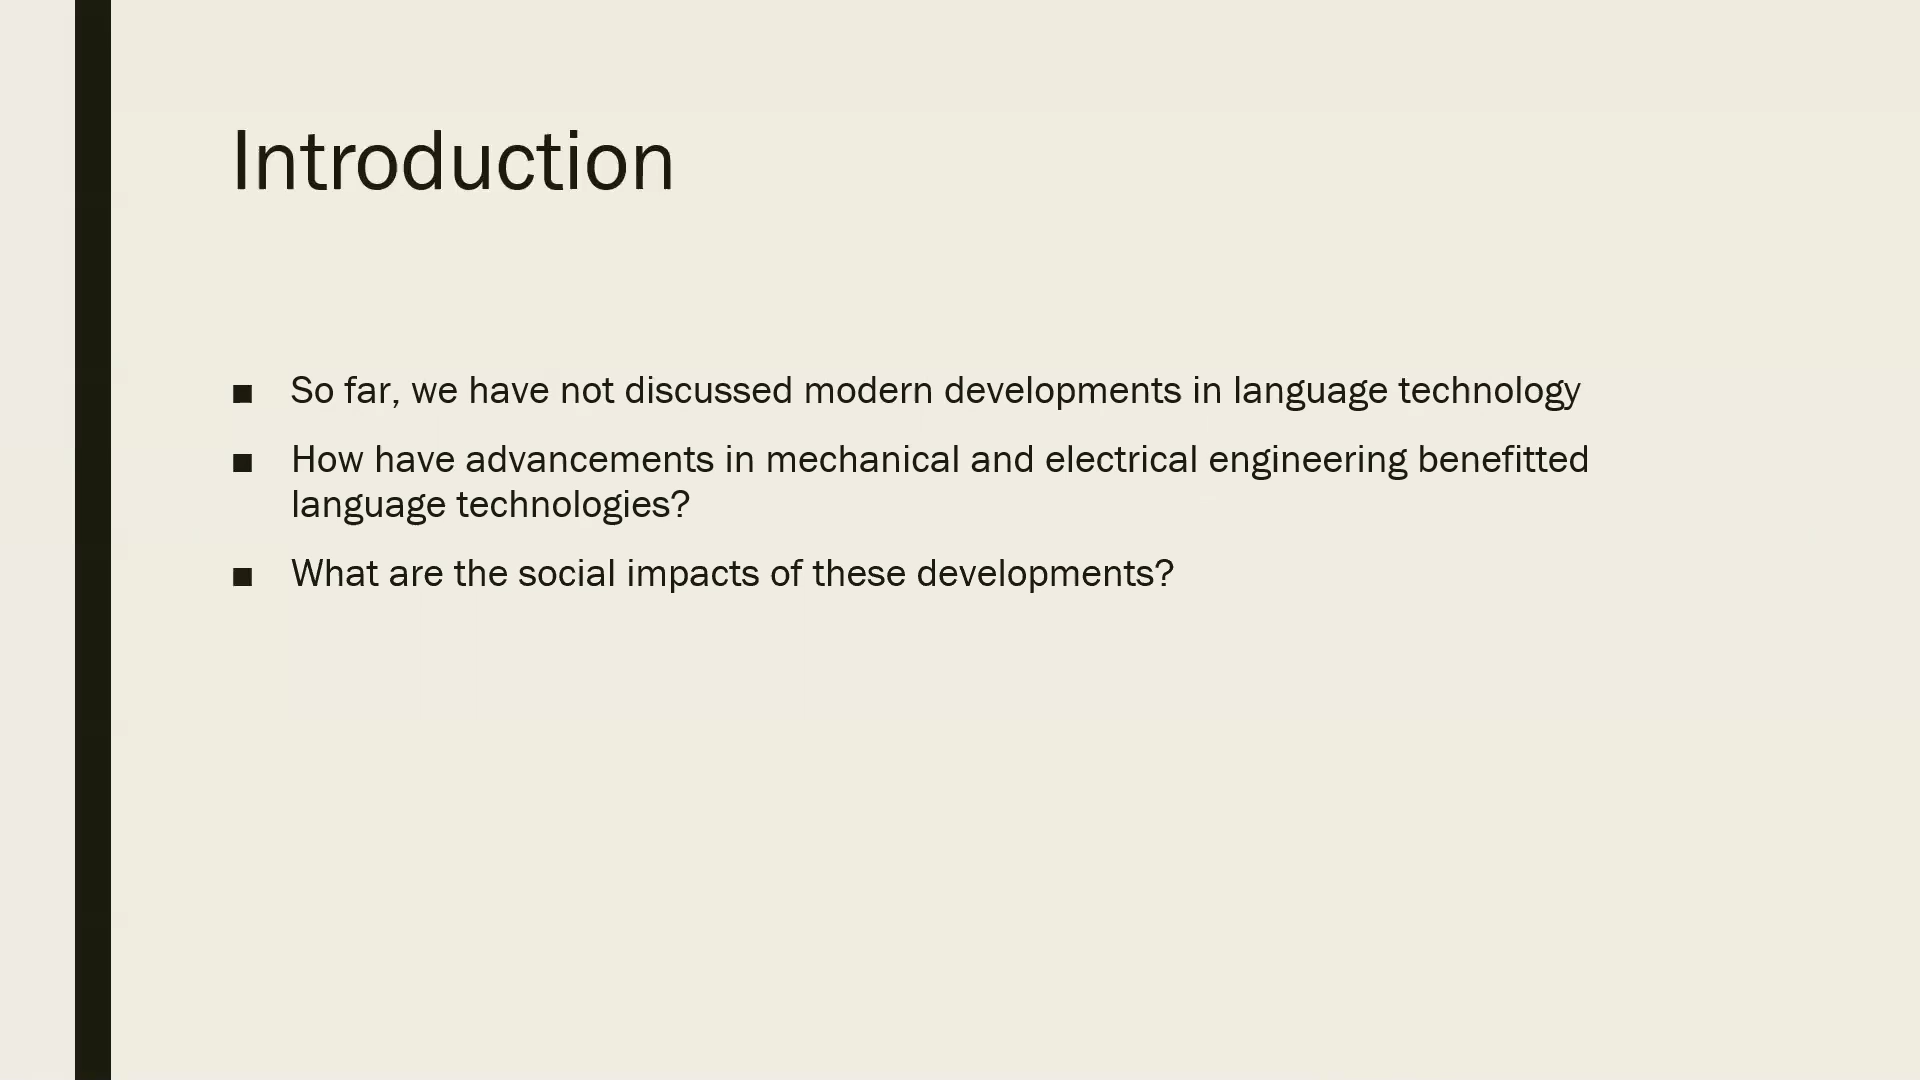 Introduction
■ So far, we have not discussed modern developments in language technology
■ How have advancements in mechanical and electrical engineering benefitted
language technologies?
■ What are the social impacts of these developments?